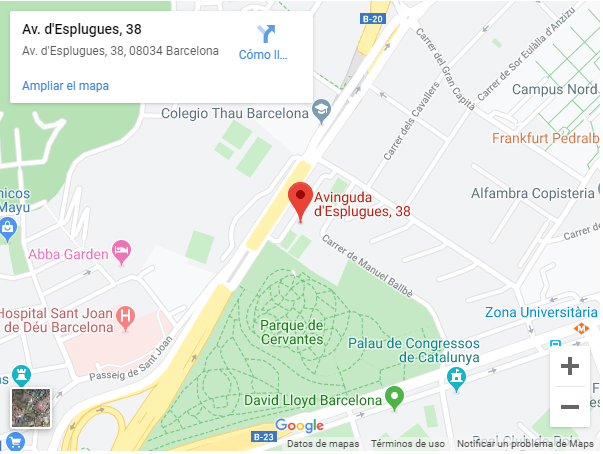 Av. d'Esplugues, 38
Av. d'Esplugues, 38, 08034 Barcelona
Cómo ll...
Ampliar el mapa
B-20
Carrer de Sor Eulàlia d'Anzizu
Carrer del Gran Capità
Carrer dels Cavallers
Campus Nord
Colegio Thau Barcelona
Frankfurt Pedralb
Avinguda
d'Esplugues, 38
Alfambra Copisteria
Mayu
Carrer de
Abba Garden
Carrer de Manuel Ballbè
Hospital Sant Joan
de Déu Barcelona
Zona Universitària
Parque de
Cervantes
Passeig de Sant Joan
Palau de Congressos
de Catalunya
David Lloyd Barcelona
Google
B-23
Datos de mapas
Términos de uso
Notificar un problema de Maps